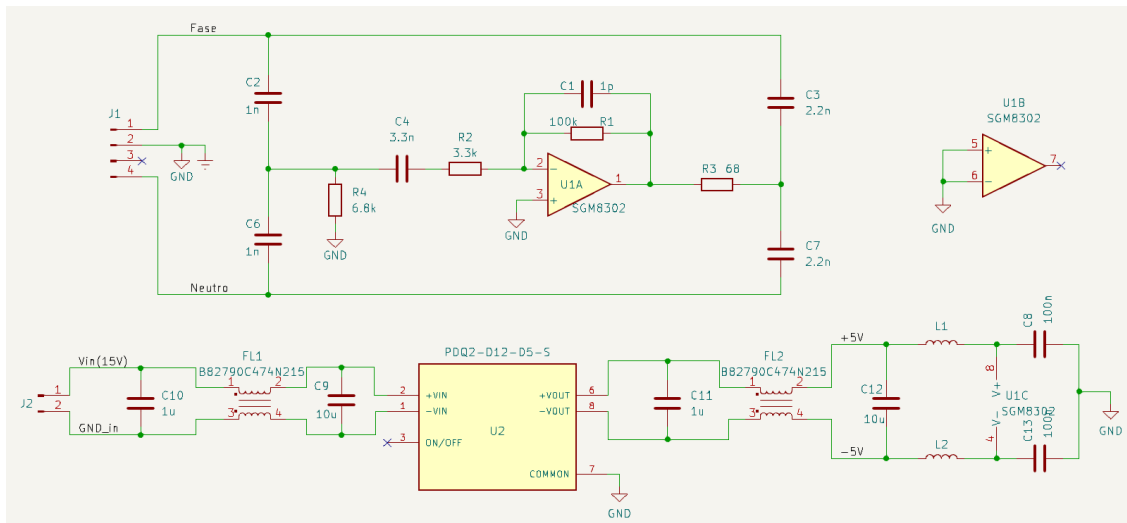 Fase
J1
1
2
3
4
GND
C2
1n
C6
1n
Neutro
R4
6.8k
GND
C4
3.3n
R2
3.3k
C1 1p
100k R1
2
3
1
-
+
U1A
SGM8302
GND
R3 68
C3
2.2n
C7
2.2n
U1B
SGM8302
5
6
7
+
-
GND
Vin(15V)
J2
1
2
GND_in
C10
1u
FL1
B82790C474N215
1 2
3 4
C9
10u
PDQ2-D12-D5-S
2 +VIN
1 -VIN
3 ON/OFF
U2
+VOUT 6
-VOUT 8
COMMON 7
GND
C11
1u
FL2
B82790C474N215
1 2
3 4
+5V
-5V
C12
10u
L1
L2
8
V+
U1C
SGM8302
4
V-
C8
100n
C13
100n
GND